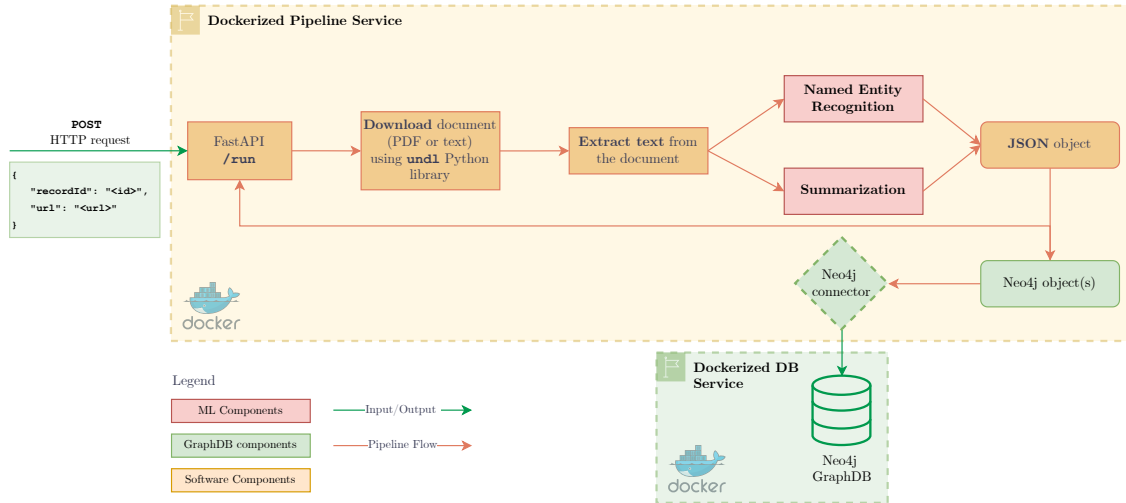 Dockerized Pipeline Service
POST
HTTP request
{
"recordId": "<id>",
"url": "<url>"
}
FastAPI
/run
Download document
(PDF or text)
using undl Python
library
Extract text from
the document
Named Entity
Recognition
Summarization
JSON object
Neo4j object(s)
Neo4j
connector
docker
Dockerized DB
Service
Neo4j
GraphDB
docker
Legend
ML Components
Input/Output
GraphDB components
Pipeline Flow
Software Components